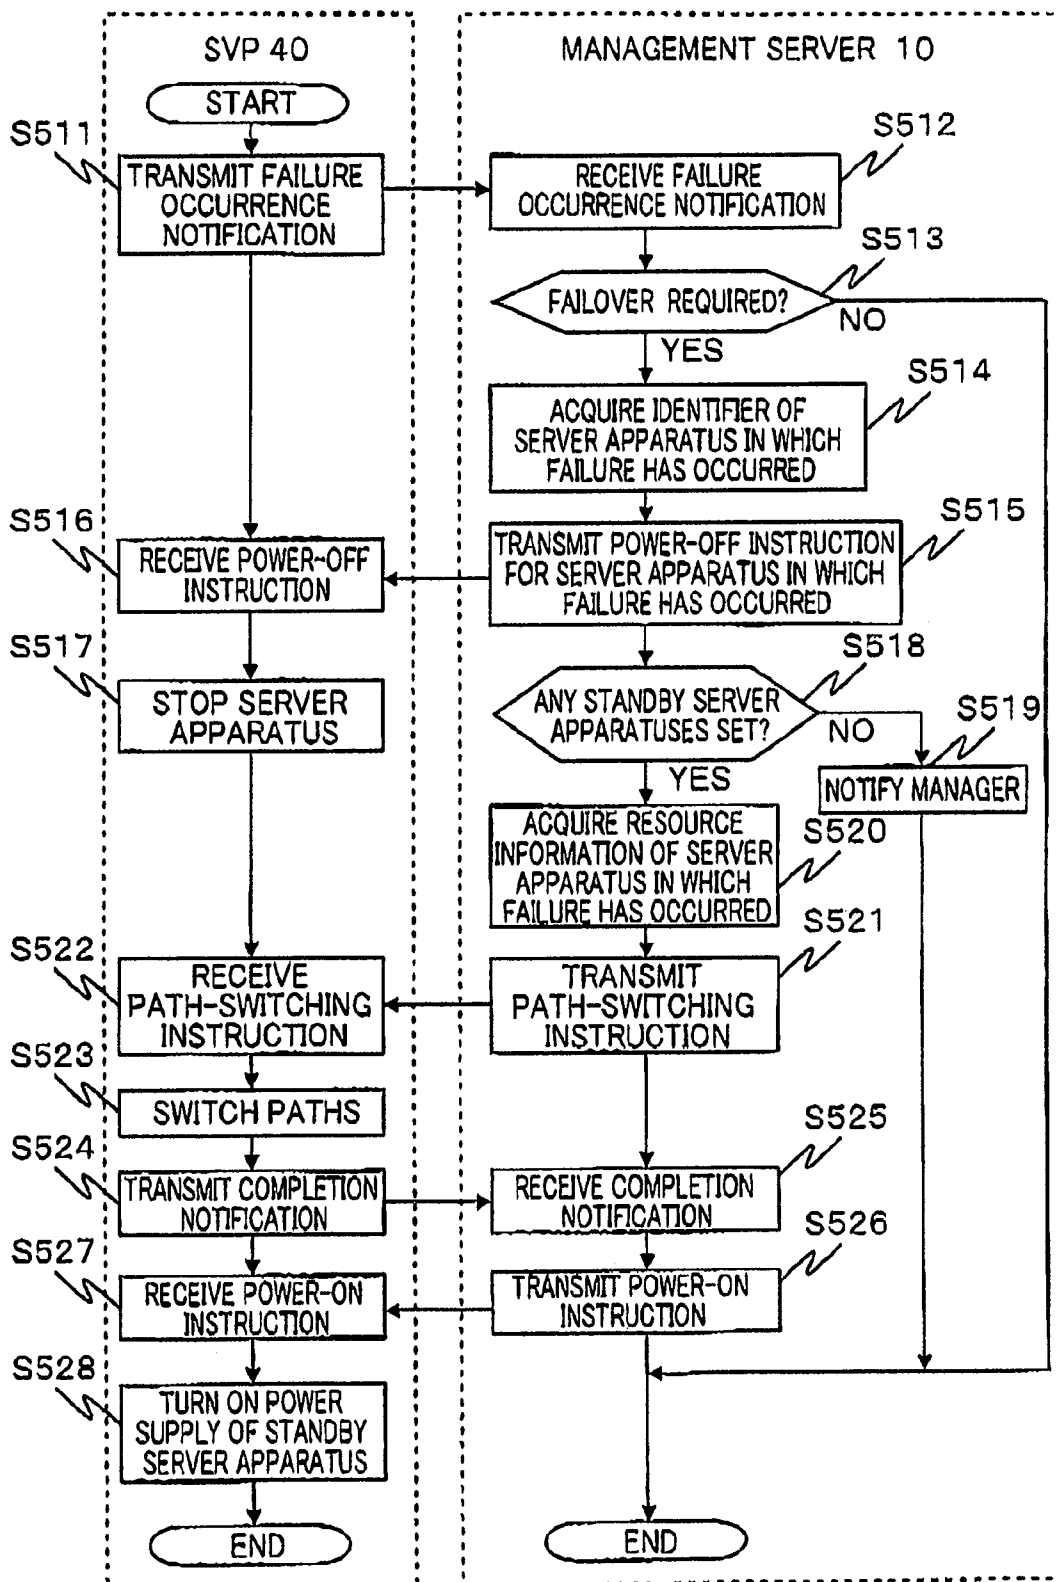 SVP 40
MANAGEMENT SERVER 10
START
S511
TRANSMIT FAILURE
OCCURRENCE
NOTIFICATION
S512
RECEIVE FAILURE
OCCURRENCE NOTIFICATION
S513
FAILOVER REQUIRED?
NO
YES
S514
ACQUIRE IDENTIFIER OF
SERVER APPARATUS IN WHICH
FAILURE HAS OCCURRED
S515
TRANSMIT POWER-OFF INSTRUCTION
FOR SERVER APPARATUS IN WHICH
FAILURE HAS OCCURRED
S516
RECEIVE POWER-OFF
INSTRUCTION
S517
STOP SERVER
APPARATUS
S518
ANY STANDBY SERVER
APPARATUSES SET?
NO
YES
S519
NOTIFY MANAGER
S520
ACQUIRE RESOURCE
INFORMATION OF SERVER
APPARATUS IN WHICH
FAILURE HAS OCCURRED
S521
TRANSMIT
PATH-SWITCHING
INSTRUCTION
S522
RECEIVE
PATH-SWITCHING
INSTRUCTION
S523
SWITCH PATHS
S524
TRANSMIT COMPLETION
NOTIFICATION
S525
RECEIVE COMPLETION
NOTIFICATION
S526
TRANSMIT POWER-ON
INSTRUCTION
S527
RECEIVE POWER-ON
INSTRUCTION
S528
TURN ON POWER
SUPPLY OF STANDBY
SERVER APPARATUS
END
END